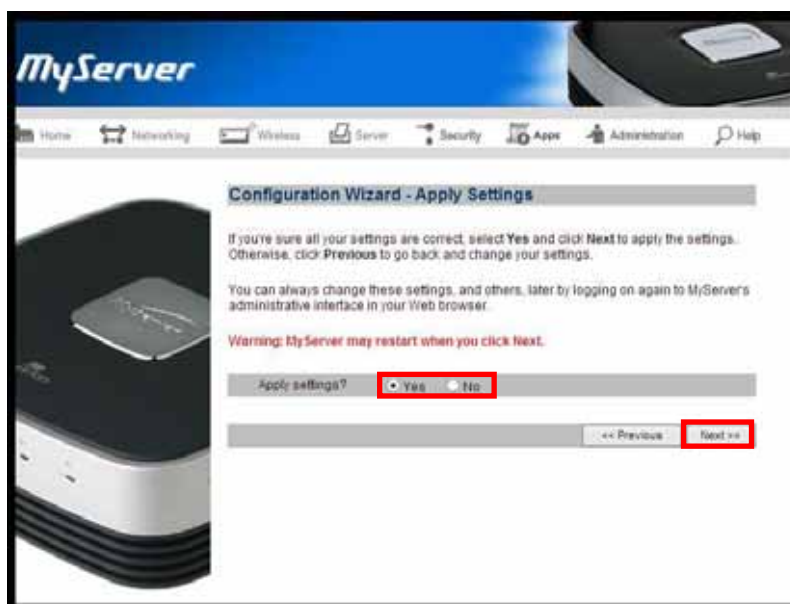 MyServer
Home Networking Wireless Server Security Apps Administration Help
Configuration Wizard - Apply Settings
If you're sure all your settings are correct, select Yes and click Next to apply the settings.
Otherwise, click Previous to go back and change your settings.
You can always change these settings, and others, later by logging on again to MyServer's
administrative interface in your Web browser.
Warning: MyServer may restart when you click Next.
Apply settings? Yes No
<< Previous Next >>